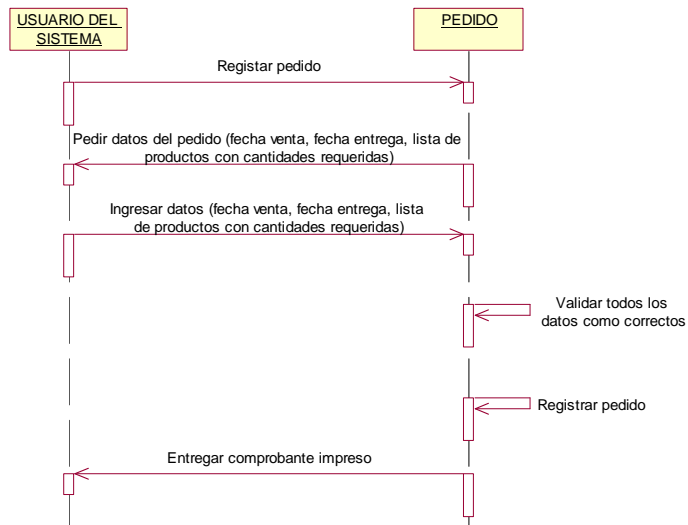 USUARIO DEL
SISTEMA
PEDIDO
Registar pedido
Pedir datos del pedido (fecha venta, fecha entrega, lista de
productos con cantidades requeridas)
Ingresar datos (fecha venta, fecha entrega, lista
de productos con cantidades requeridas)
Validar todos los
datos como correctos
Registrar pedido
Entregar comprobante impreso